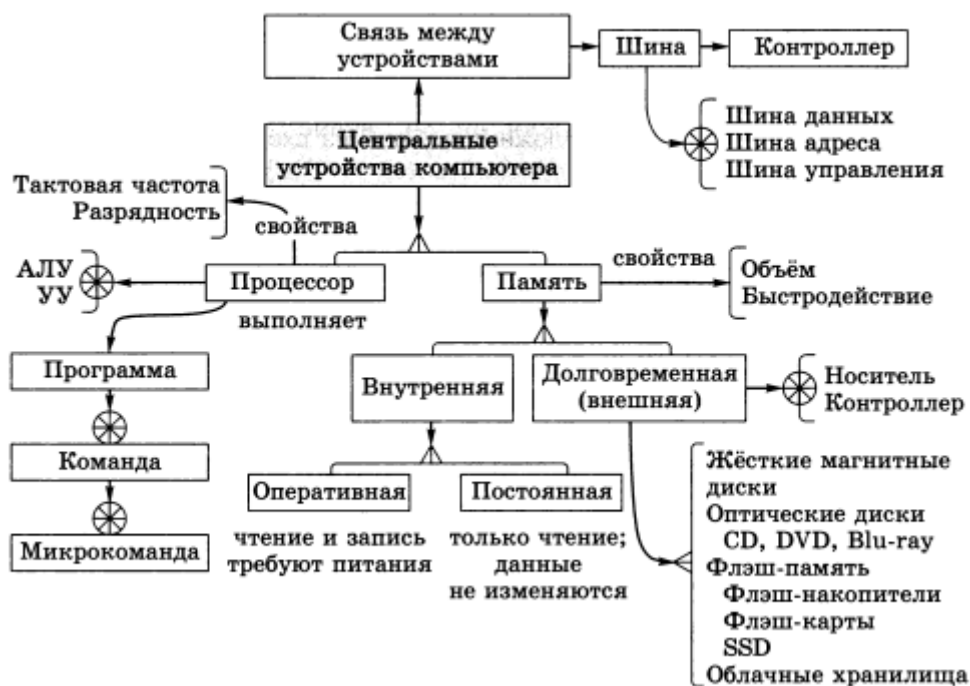 Связь между
устройствами
Шина
Контроллер
Шина данных
Шина адреса
Шина управления
Центральные
устройства компьютера
Тактовая частота
Разрядность
свойства
АЛУ
УУ
Процессор
выполняет
Память
свойства
Объём
Быстродействие
Программа
Команда
Микрокоманда
Внутренняя
Долговременная
(внешняя)
Носитель
Контроллер
Оперативная
Постоянная
чтение и запись
требуют питания
только чтение;
данные
не изменяются
Жёсткие магнитные
диски
Оптические диски
CD, DVD, Blu-ray
Флэш-память
Флэш-накопители
Флэш-карты
SSD
Облачные хранилища